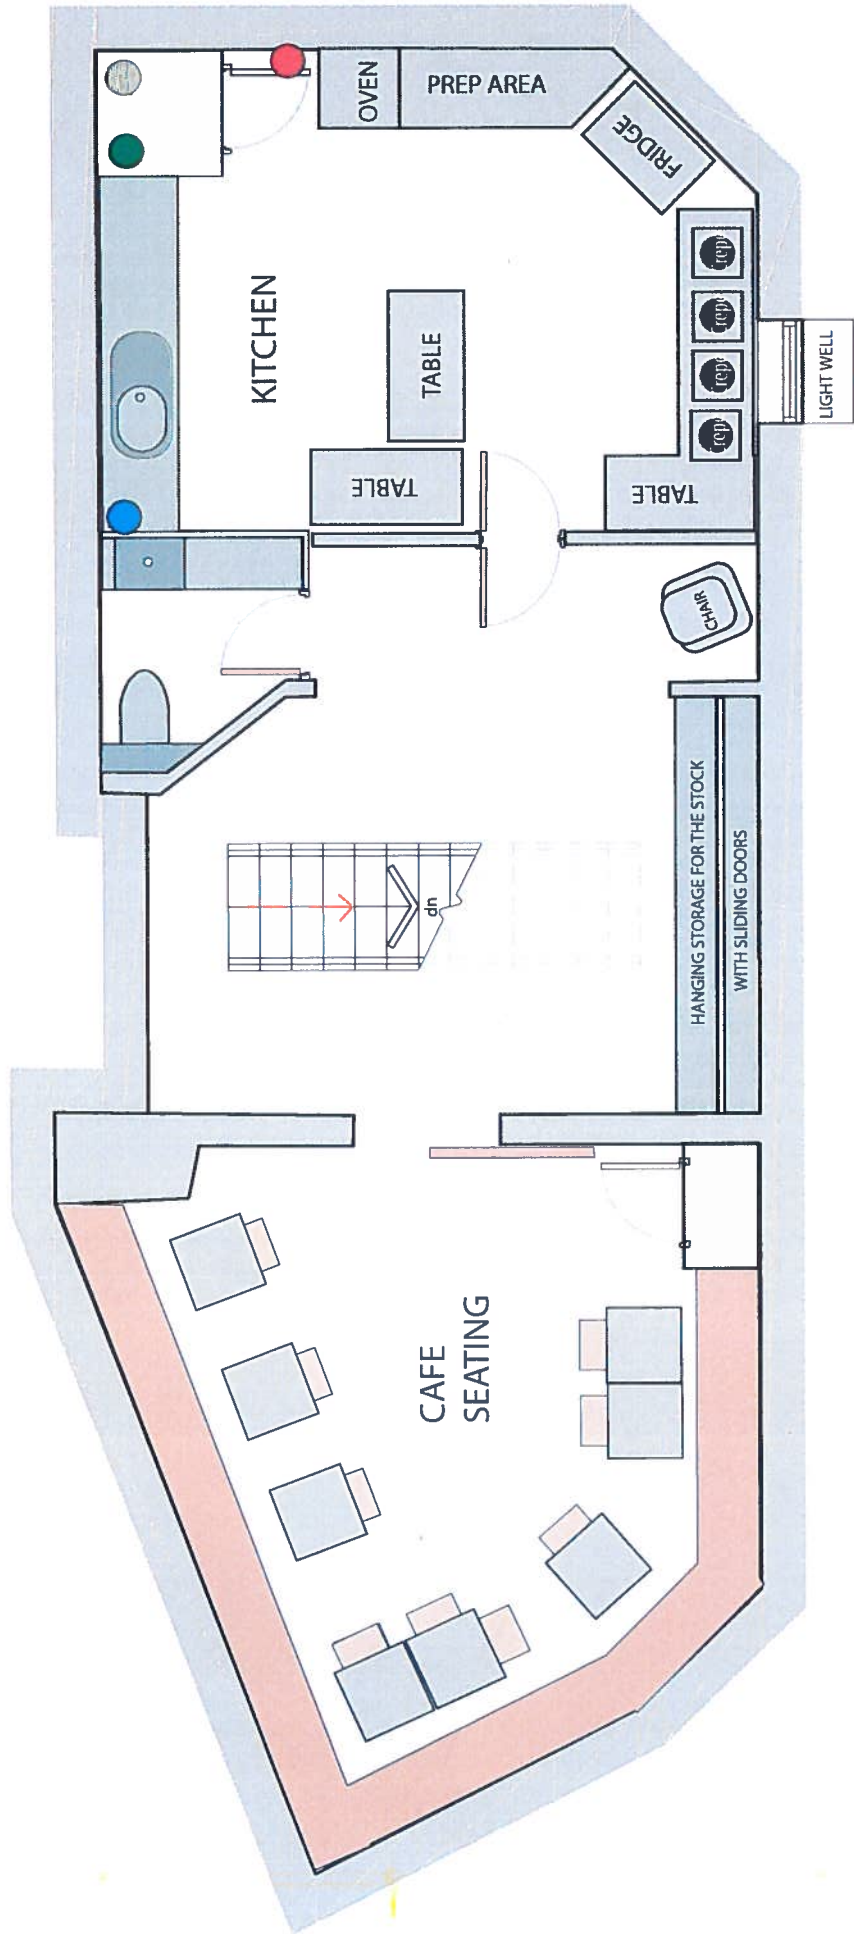 OVEN
PREP AREA
FRIDGE
KITCHEN
TABLE
TABLE
TABLE
LIGHT WELL
CHAIR
dn
HANGING STORAGE FOR THE STOCK
WITH SLIDING DOORS
CAFE
SEATING